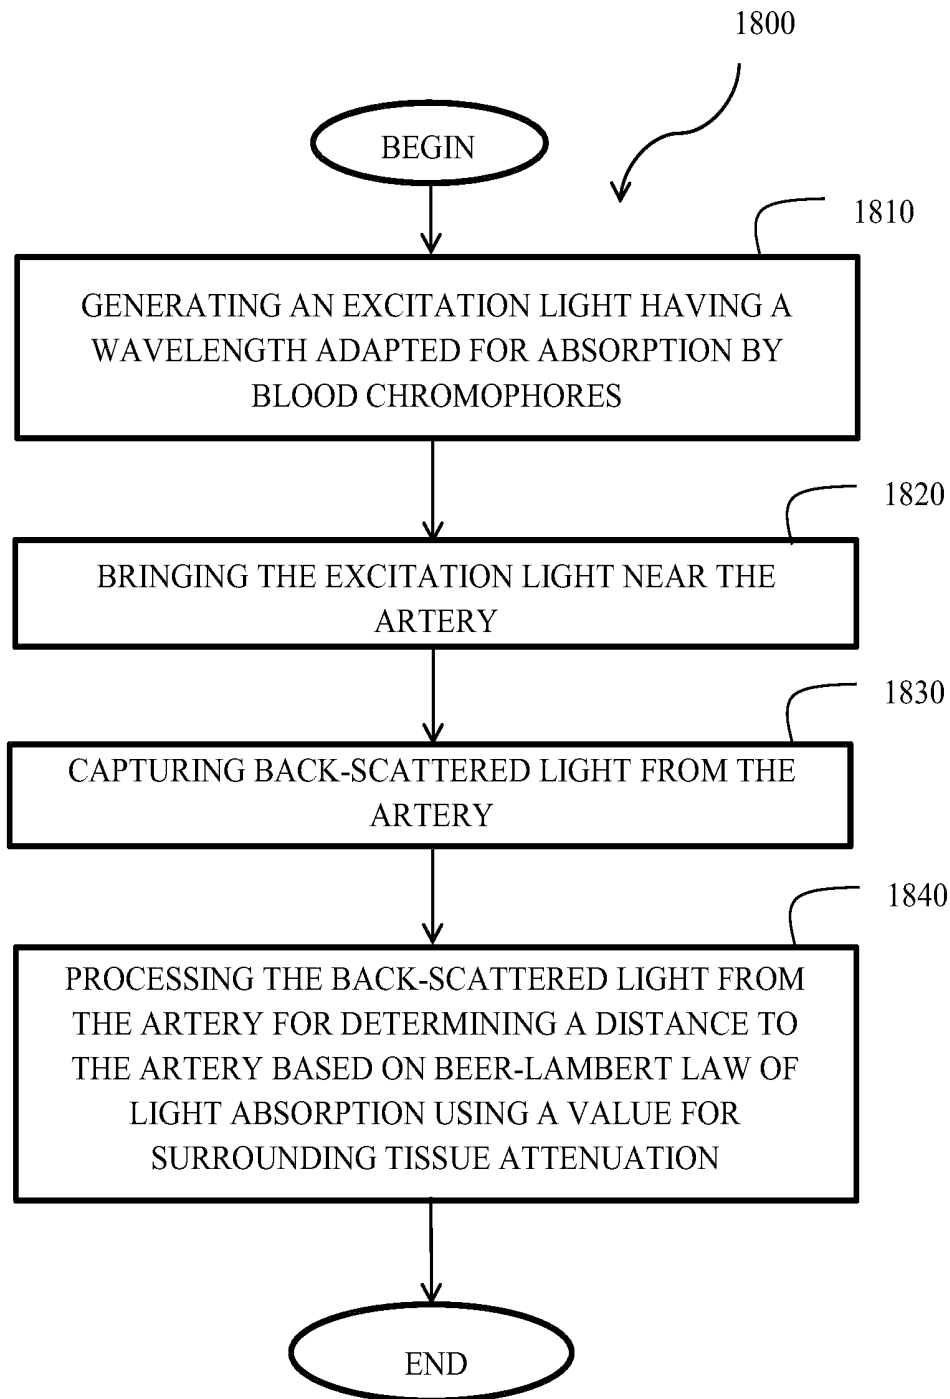 1800
BEGIN
1810
GENERATING AN EXCITATION LIGHT HAVING A
WAVELENGTH ADAPTED FOR ABSORPTION BY
BLOOD CHROMOPHORES
1820
BRINGING THE EXCITATION LIGHT NEAR THE
ARTERY
1830
CAPTURING BACK-SCATTERED LIGHT FROM THE
ARTERY
1840
PROCESSING THE BACK-SCATTERED LIGHT FROM
THE ARTERY FOR DETERMINING A DISTANCE TO
THE ARTERY BASED ON BEER-LAMBERT LAW OF
LIGHT ABSORPTION USING A VALUE FOR
SURROUNDING TISSUE ATTENUATION
END